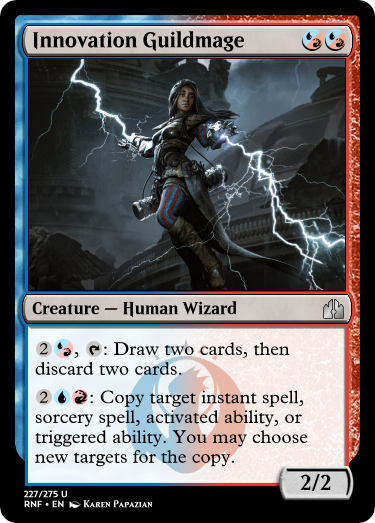 Innovation Guildmage
Creature — Human Wizard
2, : Draw two cards, then
discard two cards.
2: Copy target instant spell,
sorcery spell, activated ability, or
triggered ability. You may choose
new targets for the copy.
2/2
227/275 U
RNF • EN Karen Papazian